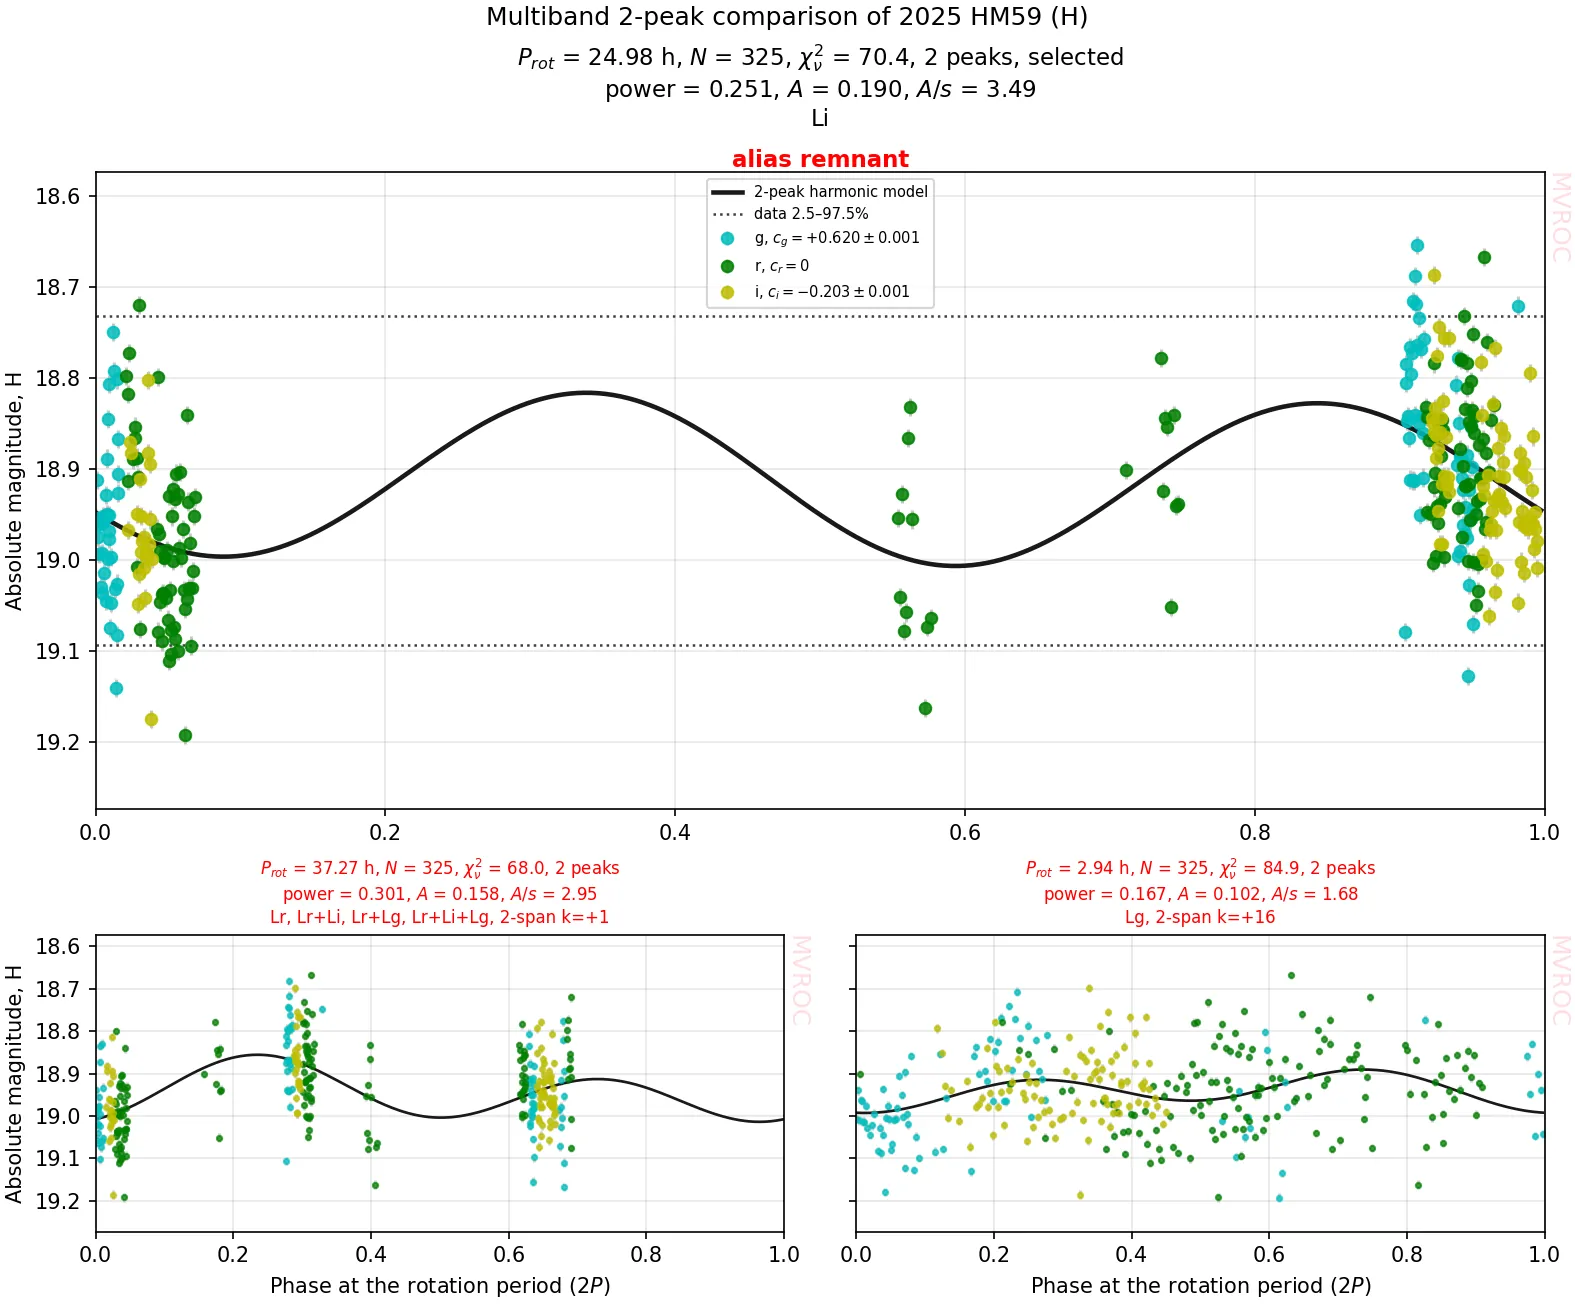 Multiband 2-peak comparison of 2025 HM59 (H)
P_rot = 24.98 h, N = 325, χ²_ν = 70.4, 2 peaks, selected
power = 0.251, A = 0.190, A/s = 3.49
Li
alias remnant
2-peak harmonic model
data 2.5–97.5%
g, c_g = +0.620 ± 0.001
r, c_r = 0
i, c_i = −0.203 ± 0.001
MVROC
Absolute magnitude, H
18.6
18.7
18.8
18.9
19.0
19.1
19.2
0.0 0.2 0.4 0.6 0.8 1.0
P_rot = 37.27 h, N = 325, χ²_ν = 68.0, 2 peaks
power = 0.301, A = 0.158, A/s = 2.95
Lr, Lr+Li, Lr+Lg, Lr+Li+Lg, 2-span k=+1
MVROC
Absolute magnitude, H
18.6
18.7
18.8
18.9
19.0
19.1
19.2
0.0 0.2 0.4 0.6 0.8 1.0
Phase at the rotation period (2P)
P_rot = 2.94 h, N = 325, χ²_ν = 84.9, 2 peaks
power = 0.167, A = 0.102, A/s = 1.68
Lg, 2-span k=+16
MVROC
0.0 0.2 0.4 0.6 0.8 1.0
Phase at the rotation period (2P)